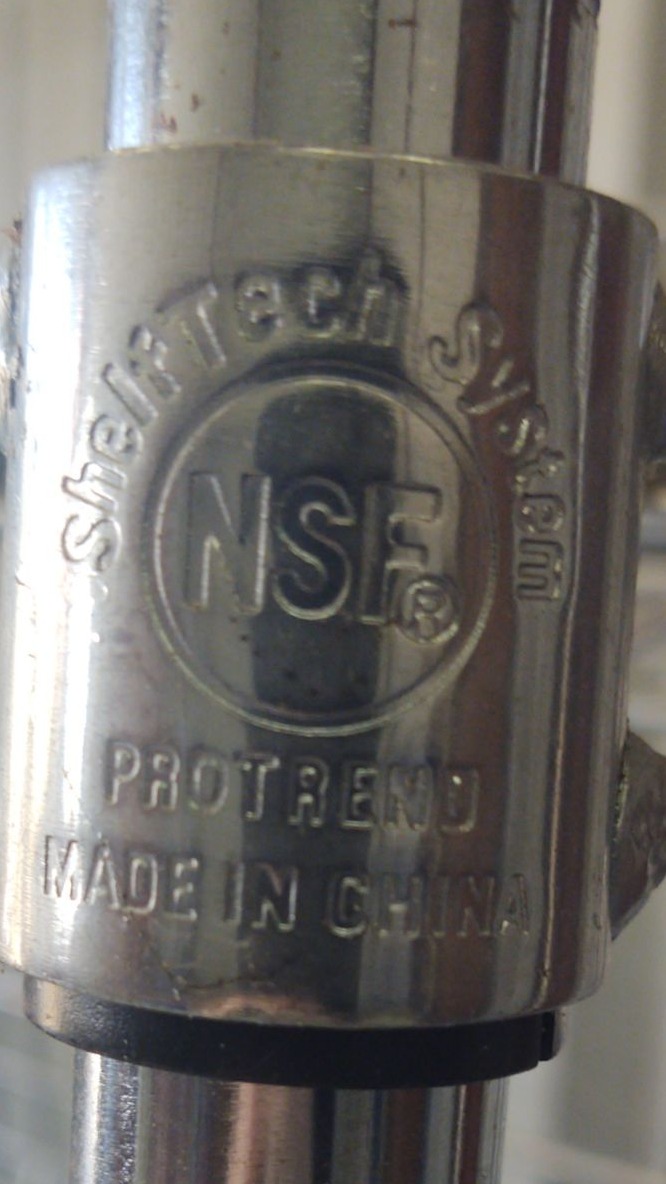 ShelfTech System
NSF®
PROTREND
MADE IN CHINA